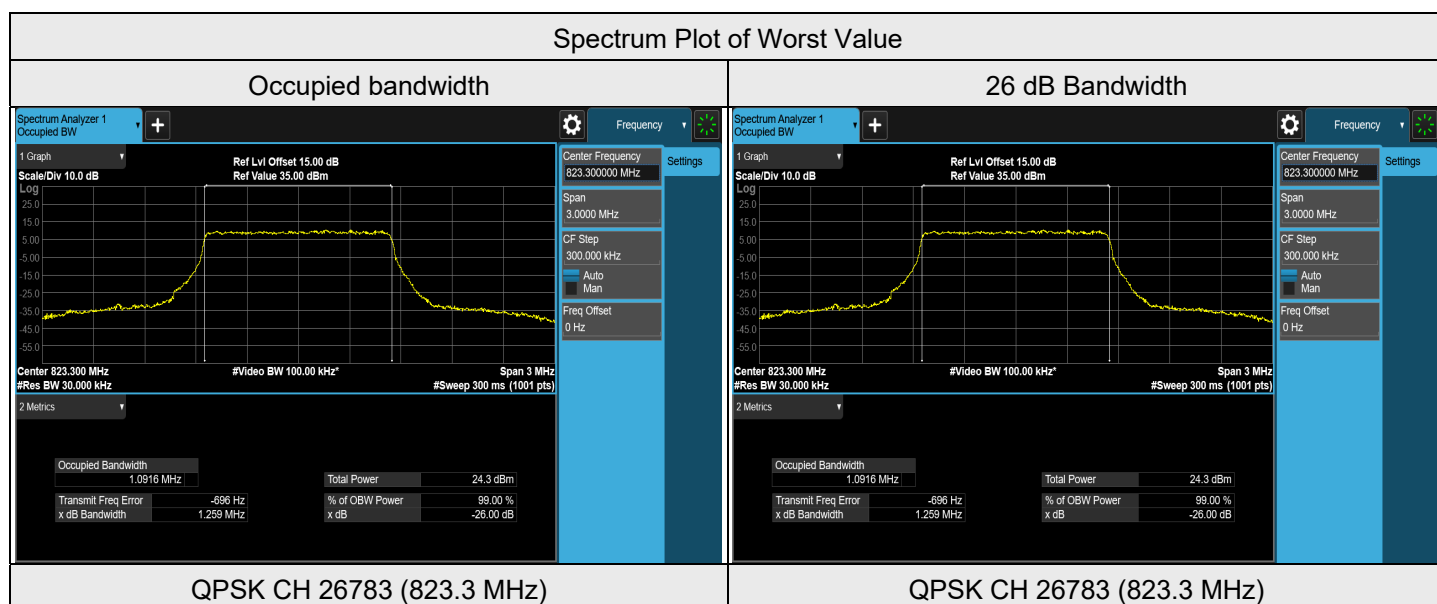 Spectrum Plot of Worst Value
Occupied bandwidth
26 dB Bandwidth
Spectrum Analyzer 1
Occupied BW
+
Frequency
1 Graph
Scale/Div 10.0 dB
Ref Lvl Offset 15.00 dB
Ref Value 35.00 dBm
Log
25.0
15.0
5.00
-5.00
-15.0
-25.0
-35.0
-45.0
-55.0
Center 823.300 MHz
#Video BW 100.00 kHz*
Span 3 MHz
#Res BW 30.000 kHz
#Sweep 300 ms (1001 pts)
Center Frequency
823.300000 MHz
Settings
Span
3.0000 MHz
CF Step
300.000 kHz
Auto
Man
Freq Offset
0 Hz
2 Metrics
Occupied Bandwidth
1.0916 MHz
Total Power 24.3 dBm
Transmit Freq Error -696 Hz
% of OBW Power 99.00 %
x dB Bandwidth 1.259 MHz
x dB -26.00 dB
Spectrum Analyzer 1
Occupied BW
+
Frequency
1 Graph
Scale/Div 10.0 dB
Ref Lvl Offset 15.00 dB
Ref Value 35.00 dBm
Log
25.0
15.0
5.00
-5.00
-15.0
-25.0
-35.0
-45.0
-55.0
Center 823.300 MHz
#Video BW 100.00 kHz*
Span 3 MHz
#Res BW 30.000 kHz
#Sweep 300 ms (1001 pts)
Center Frequency
823.300000 MHz
Settings
Span
3.0000 MHz
CF Step
300.000 kHz
Auto
Man
Freq Offset
0 Hz
2 Metrics
Occupied Bandwidth
1.0916 MHz
Total Power 24.3 dBm
Transmit Freq Error -696 Hz
% of OBW Power 99.00 %
x dB Bandwidth 1.259 MHz
x dB -26.00 dB
QPSK CH 26783 (823.3 MHz)
QPSK CH 26783 (823.3 MHz)